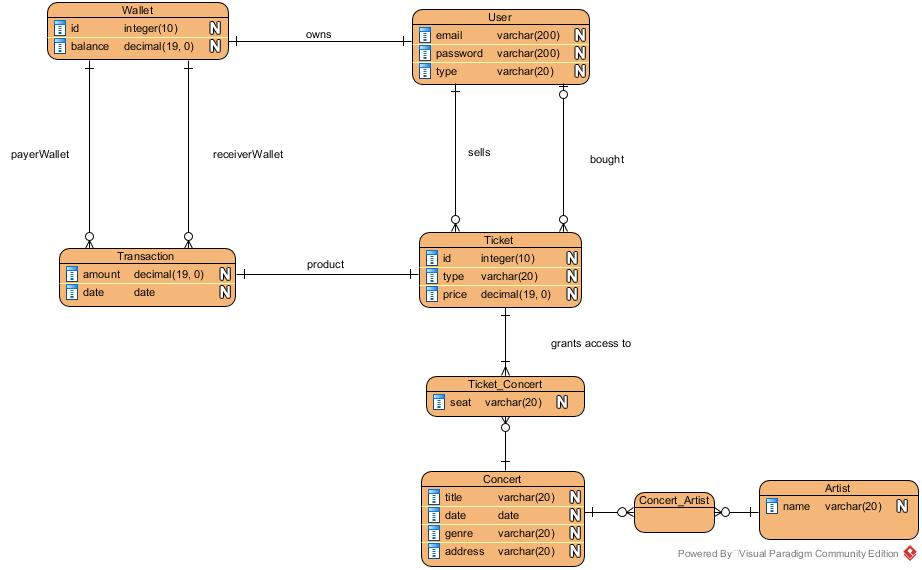 Wallet
id integer(10) N
balance decimal(19, 0) N
owns
User
email varchar(200) N
password varchar(200) N
type varchar(20) N
payerWallet
receiverWallet
sells
bought
Transaction
amount decimal(19, 0) N
date date N
product
Ticket
id integer(10) N
type varchar(20) N
price decimal(19, 0) N
grants access to
Ticket_Concert
seat varchar(20) N
Concert
title varchar(20) N
date date N
genre varchar(20) N
address varchar(20) N
Concert_Artist
Artist
name varchar(20) N
Powered By Visual Paradigm Community Edition